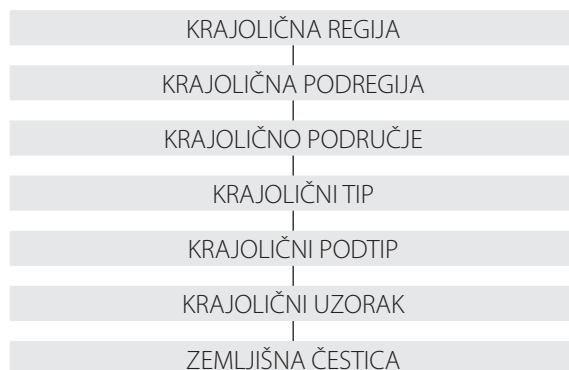 KRAJOLIČNA REGIJA
KRAJOLIČNA PODREGIJA
KRAJOLIČNO PODRUČJE
KRAJOLIČNI TIP
KRAJOLIČNI PODTIP
KRAJOLIČNI UZORAK
ZEMLJIŠNA ČESTICA